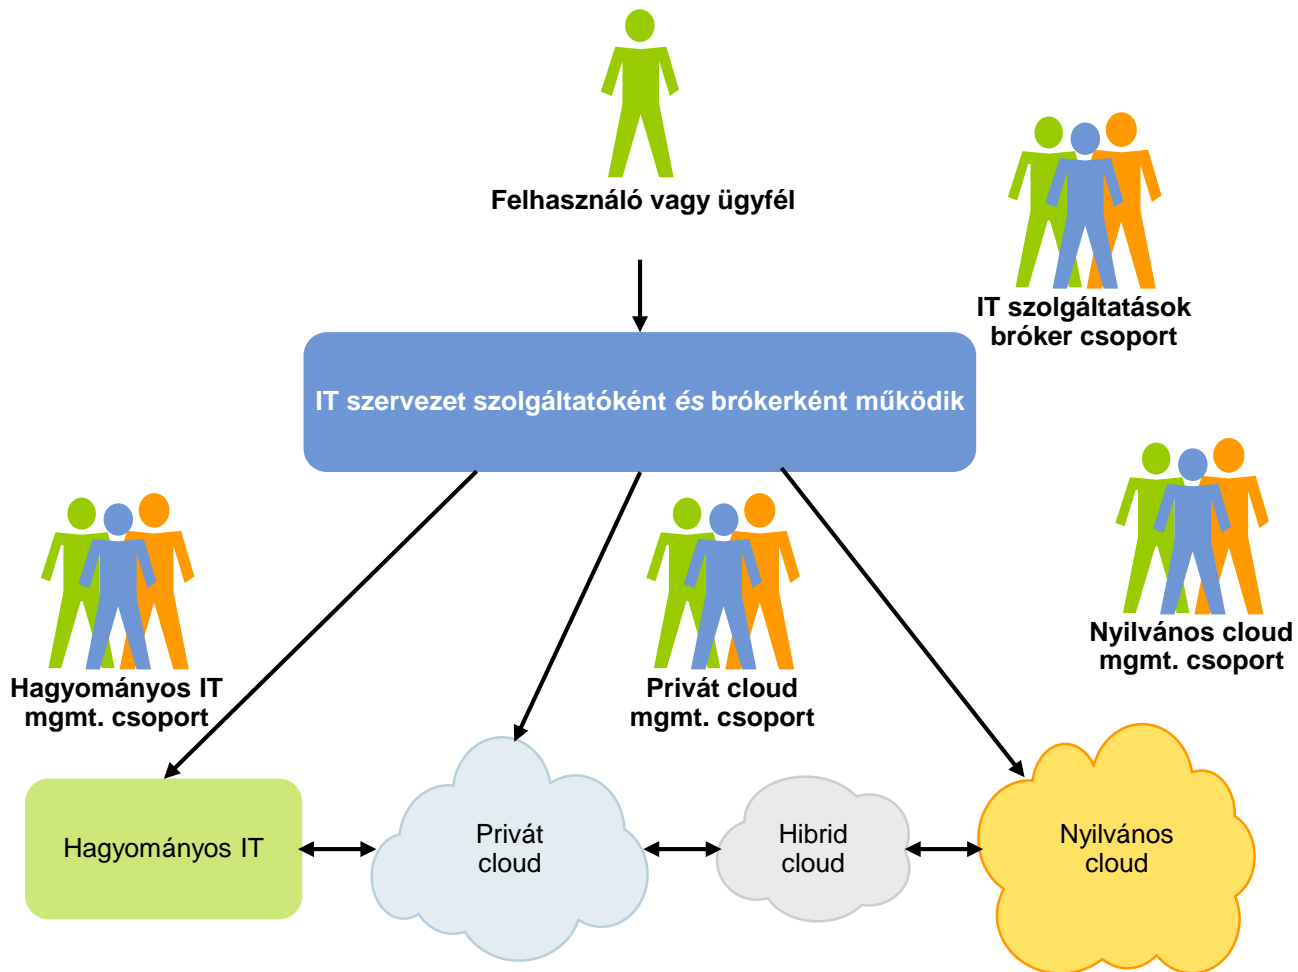 Felhasználó vagy ügyfél
IT szolgáltatások
bróker csoport
IT szervezet szolgáltatóként és brókerként működik
Hagyományos IT
mgmt. csoport
Privát cloud
mgmt. csoport
Nyilvános cloud
mgmt. csoport
Hagyományos IT
Privát
cloud
Hibrid
cloud
Nyilvános
cloud